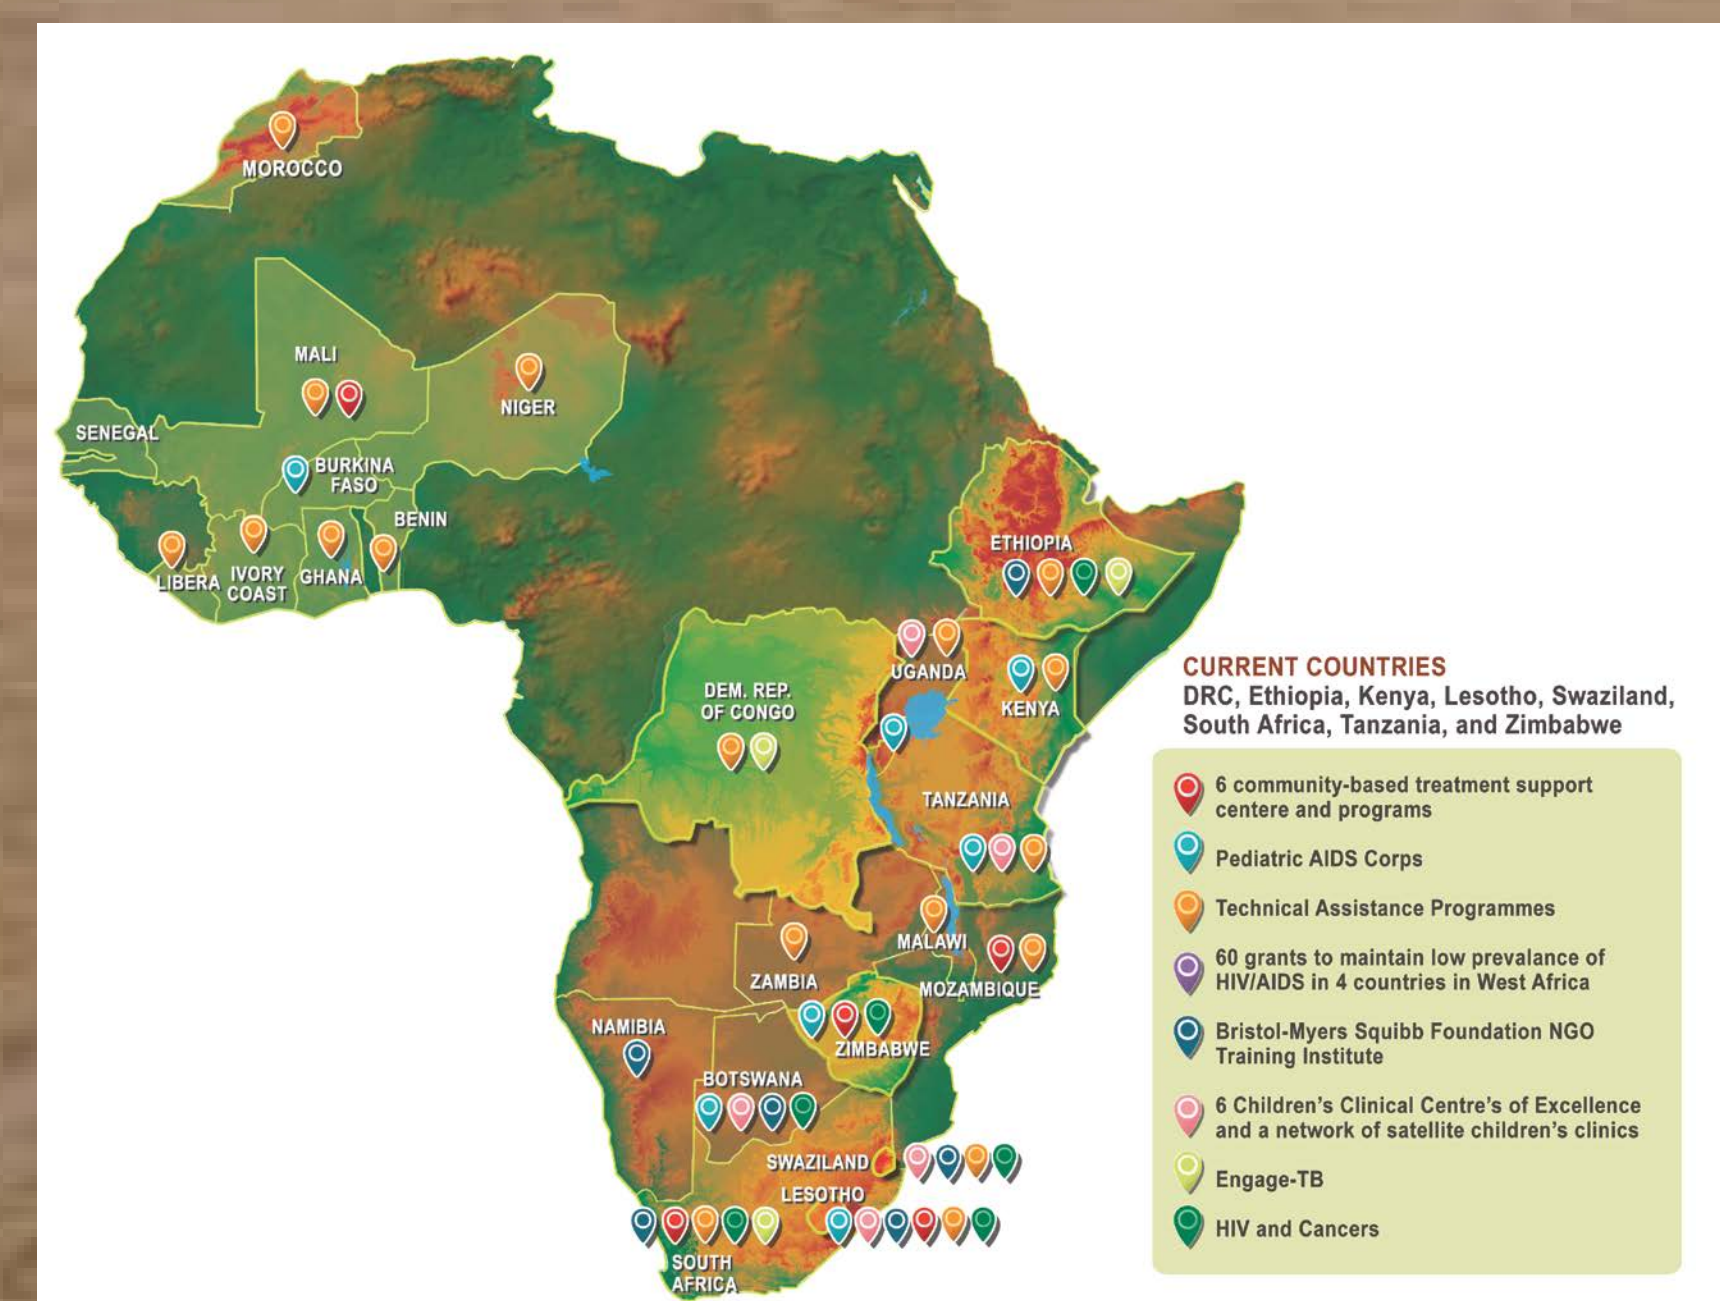 MOROCCO
MALI
NIGER
SENEGAL
BURKINA
FASO
BENIN
LIBERA
IVORY
COAST
GHANA
ETHIOPIA
UGANDA
KENYA
DEM. REP.
OF CONGO
TANZANIA
MALAWI
ZAMBIA
MOZAMBIQUE
NAMIBIA
ZIMBABWE
BOTSWANA
SWAZILAND
LESOTHO
SOUTH
AFRICA
CURRENT COUNTRIES
DRC, Ethiopia, Kenya, Lesotho, Swaziland,
South Africa, Tanzania, and Zimbabwe
6 community-based treatment support
centere and programs
Pediatric AIDS Corps
Technical Assistance Programmes
60 grants to maintain low prevalance of
HIV/AIDS in 4 countries in West Africa
Bristol-Myers Squibb Foundation NGO
Training Institute
6 Children’s Clinical Centre’s of Excellence
and a network of satellite children’s clinics
Engage-TB
HIV and Cancers